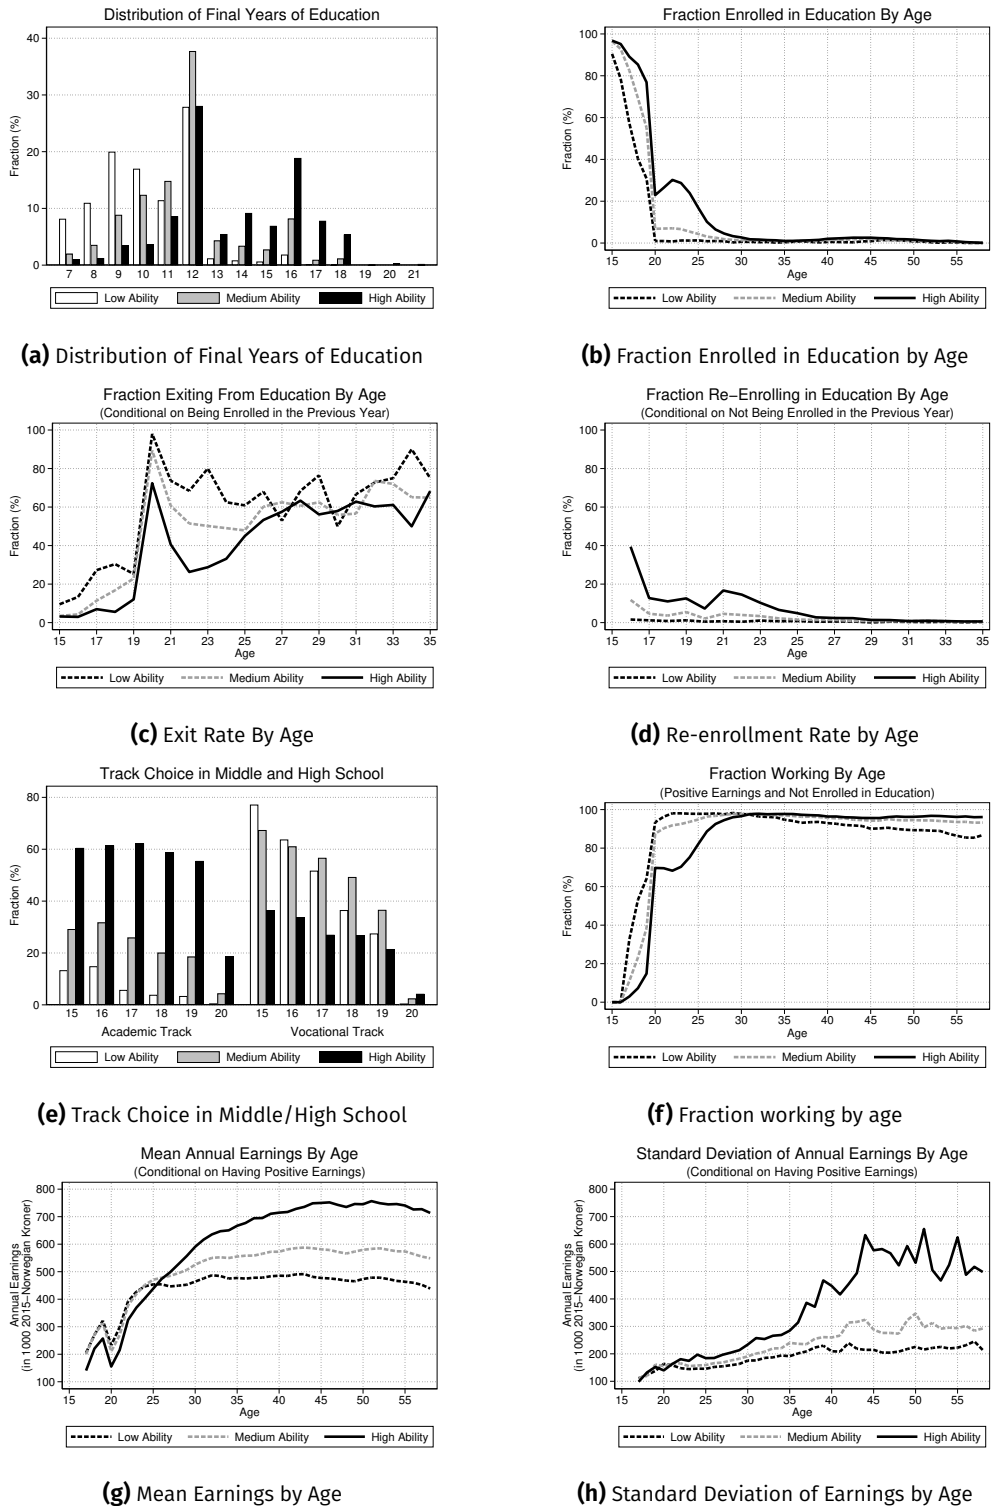 Distribution of Final Years of Education
Fraction (%)
40
30
20
10
0
7 8 9 10 11 12 13 14 15 16 17 18 19 20 21
Low Ability Medium Ability High Ability
(a) Distribution of Final Years of Education
Fraction Enrolled in Education By Age
Fraction (%)
100
80
60
40
20
0
15 20 25 30 35 40 45 50 55
Age
Low Ability Medium Ability High Ability
(b) Fraction Enrolled in Education by Age
Fraction Exiting From Education By Age
(Conditional on Being Enrolled in the Previous Year)
Fraction (%)
100
80
60
40
20
0
15 17 19 21 23 25 27 29 31 33 35
Age
Low Ability Medium Ability High Ability
(c) Exit Rate By Age
Fraction Re−Enrolling in Education By Age
(Conditional on Not Being Enrolled in the Previous Year)
Fraction (%)
100
80
60
40
20
0
15 17 19 21 23 25 27 29 31 33 35
Age
Low Ability Medium Ability High Ability
(d) Re-enrollment Rate by Age
Track Choice in Middle and High School
Fraction (%)
80
60
40
20
0
15 16 17 18 19 20 15 16 17 18 19 20
Academic Track Vocational Track
Low Ability Medium Ability High Ability
(e) Track Choice in Middle/High School
Fraction Working By Age
(Positive Earnings and Not Enrolled in Education)
Fraction (%)
100
80
60
40
20
0
15 20 25 30 35 40 45 50 55
Age
Low Ability Medium Ability High Ability
(f) Fraction working by age
Mean Annual Earnings By Age
(Conditional on Having Positive Earnings)
Annual Earnings
(in 1000 2015−Norwegian Kroner)
800
700
600
500
400
300
200
100
15 20 25 30 35 40 45 50 55
Age
Low Ability Medium Ability High Ability
(g) Mean Earnings by Age
Standard Deviation of Annual Earnings By Age
(Conditional on Having Positive Earnings)
Annual Earnings
(in 1000 2015−Norwegian Kroner)
800
700
600
500
400
300
200
100
15 20 25 30 35 40 45 50 55
Age
Low Ability Medium Ability High Ability
(h) Standard Deviation of Earnings by Age